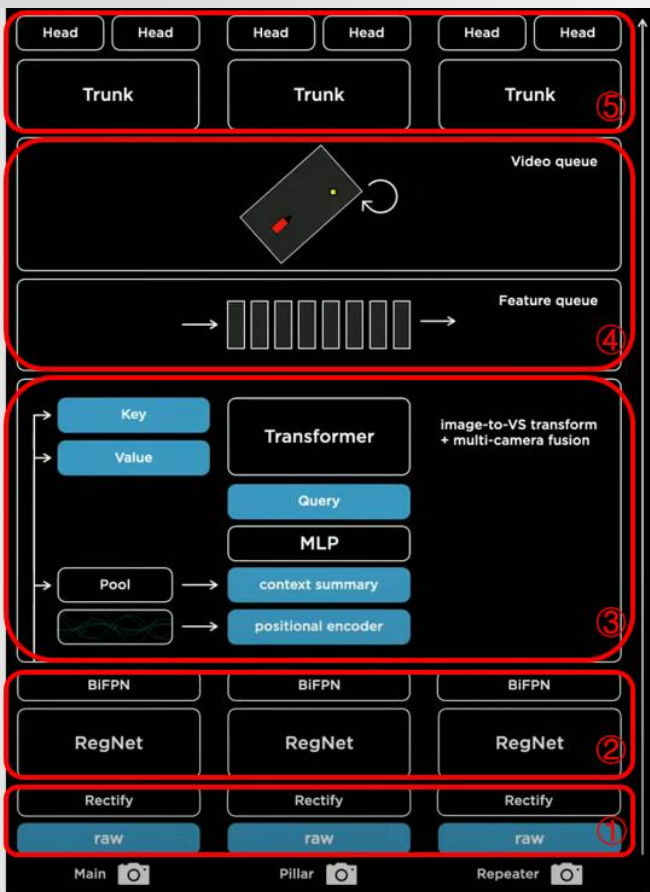 Head Head Head Head Head Head
Trunk Trunk Trunk
⑤
Video queue
Feature queue
④
Key
Value
Transformer
image-to-VS transform
+ multi-camera fusion
Query
MLP
Pool
context summary
positional encoder
③
BiFPN BiFPN BiFPN
RegNet RegNet RegNet
②
Rectify Rectify Rectify
①
raw raw raw
Main Pillar Repeater